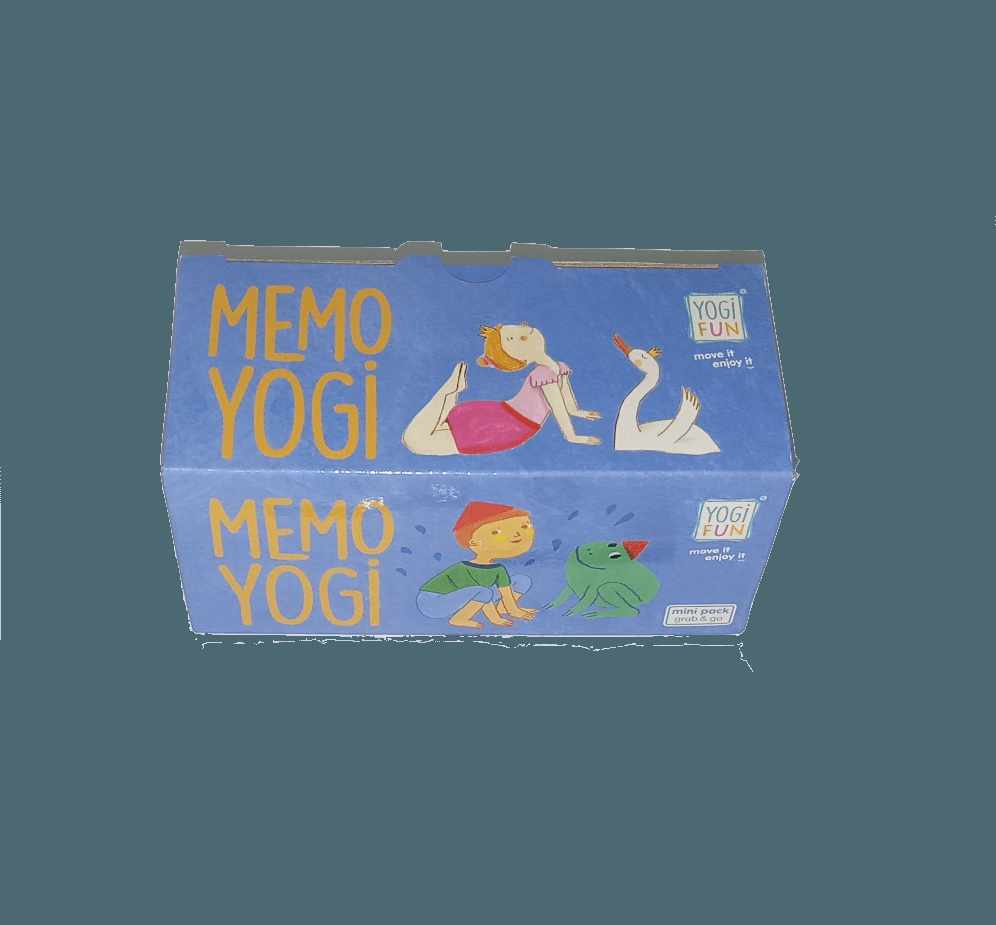 MEMO
YOGi
YOGi
FUN
move it
enjoy it
MEMO
YOGi
YOGi
FUN
move it
enjoy it
mini pack
grab & go